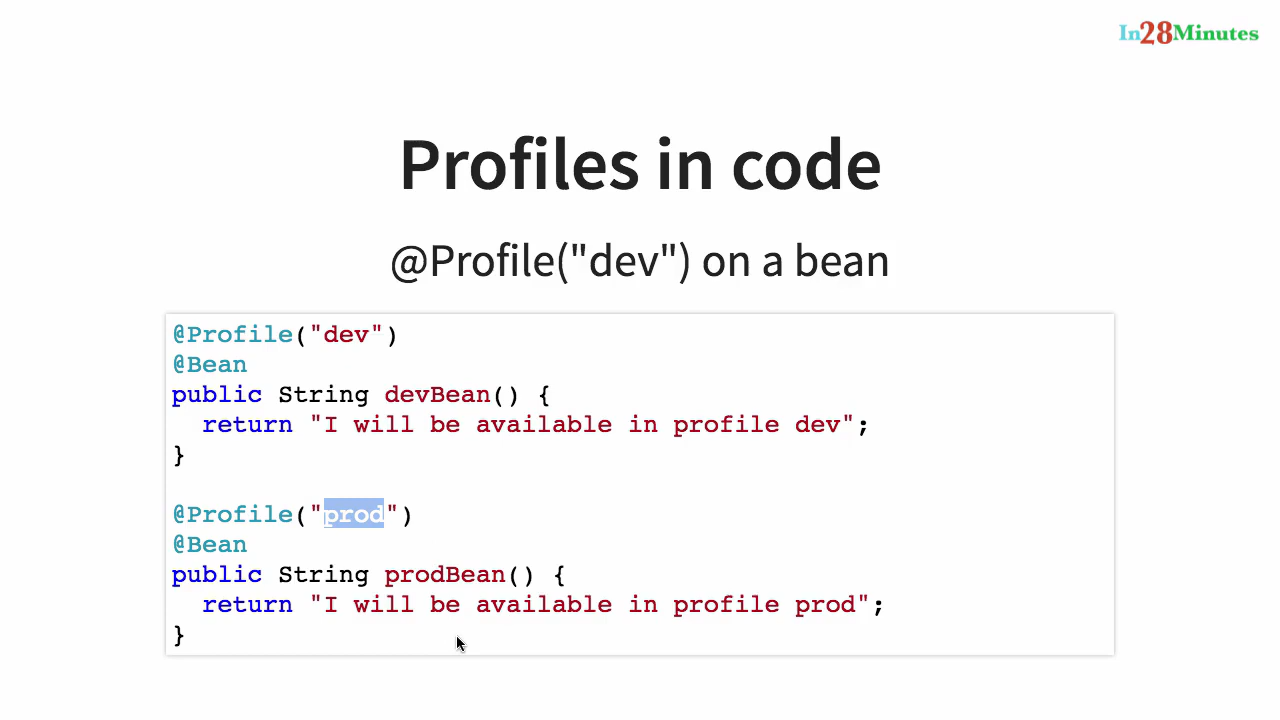 In28Minutes
Profiles in code
@Profile("dev") on a bean
@Profile("dev")
@Bean
public String devBean() {
  return "I will be available in profile dev";
}
@Profile("prod")
@Bean
public String prodBean() {
  return "I will be available in profile prod";
}